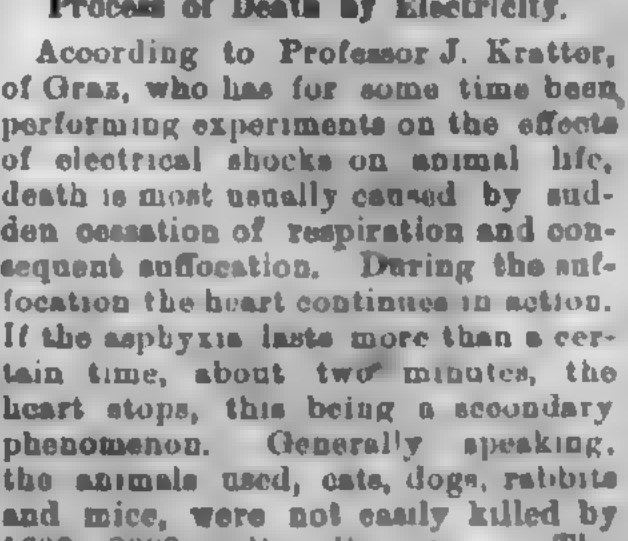 Process of Death by Electricity.
According to Professor J. Kratter,
of Graz, who has for some time been
performing experiments on the effects
of electrical shocks on animal life,
death is most usually caused by sud-
den cessation of respiration and con-
sequent suffocation. During the suf-
focation the heart continues in action.
If the asphyxia lasts more than a cer-
tain time, about two minutes, the
heart stops, this being a secondary
phenomenon. Generally speaking,
the animals used, cats, dogs, rabbits
and mice, were not easily killed by